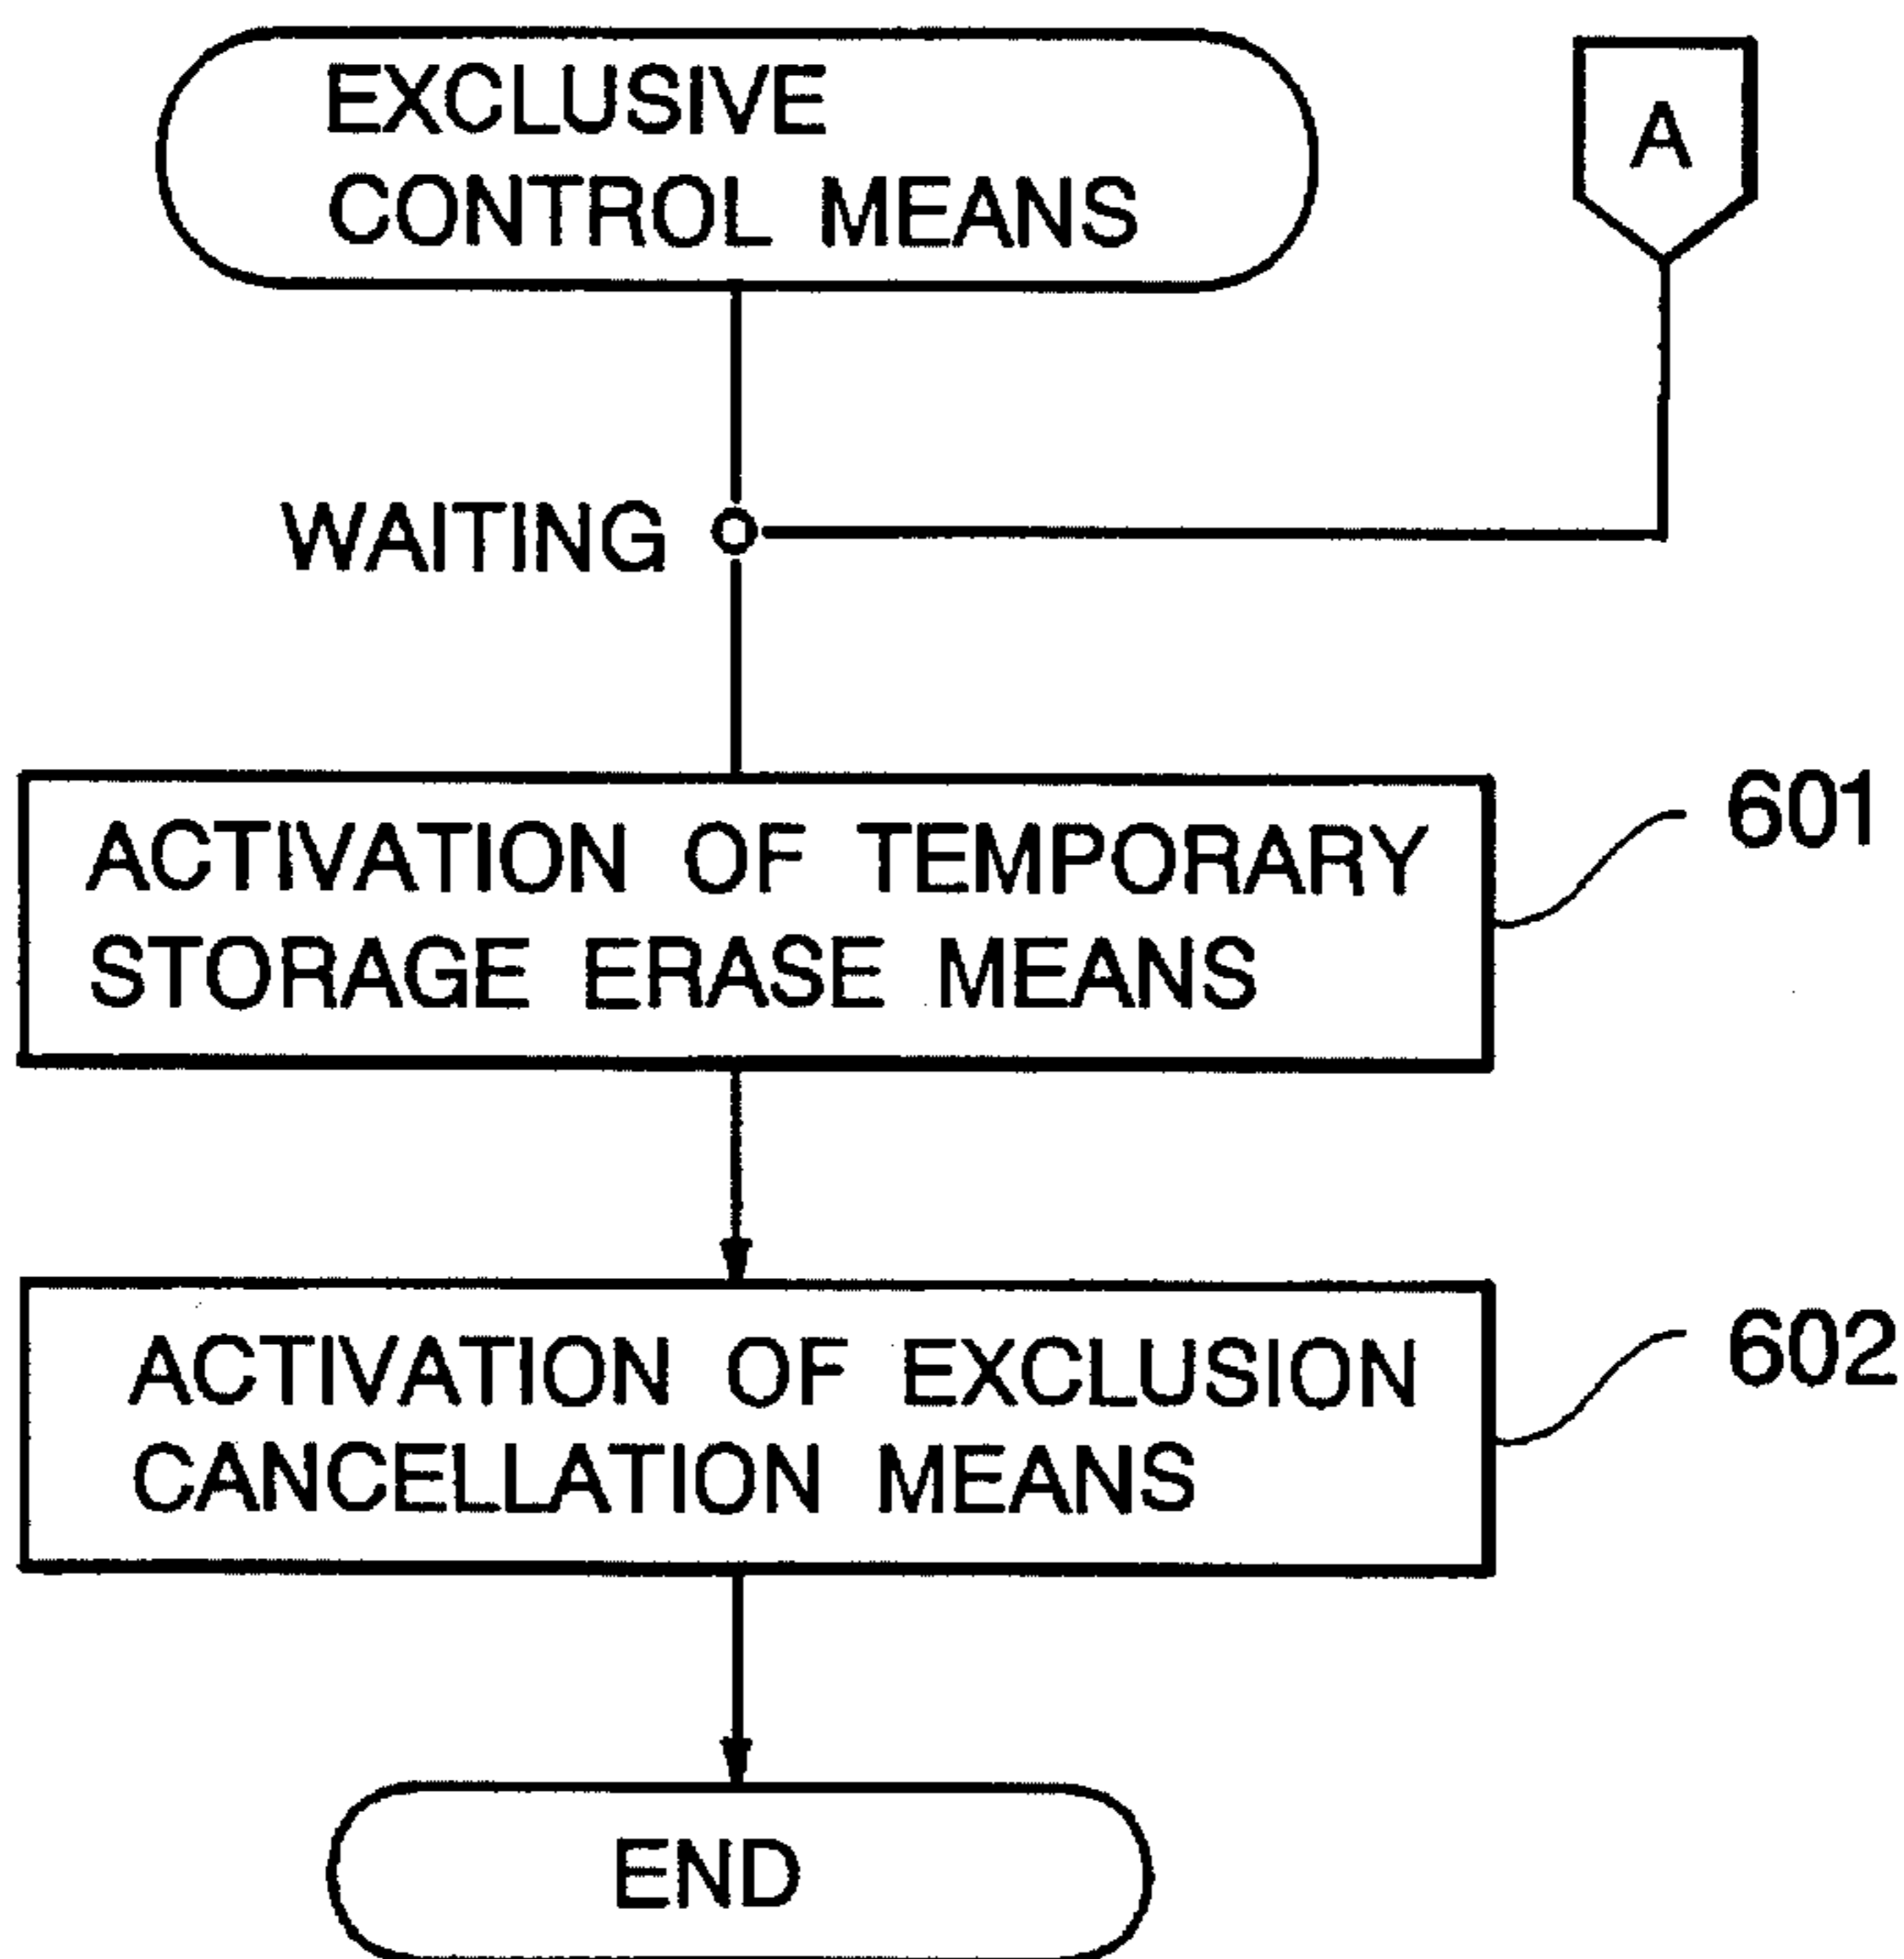 EXCLUSIVE
CONTROL MEANS
A
WAITING
ACTIVATION OF TEMPORARY
STORAGE ERASE MEANS
601
ACTIVATION OF EXCLUSION
CANCELLATION MEANS
602
END